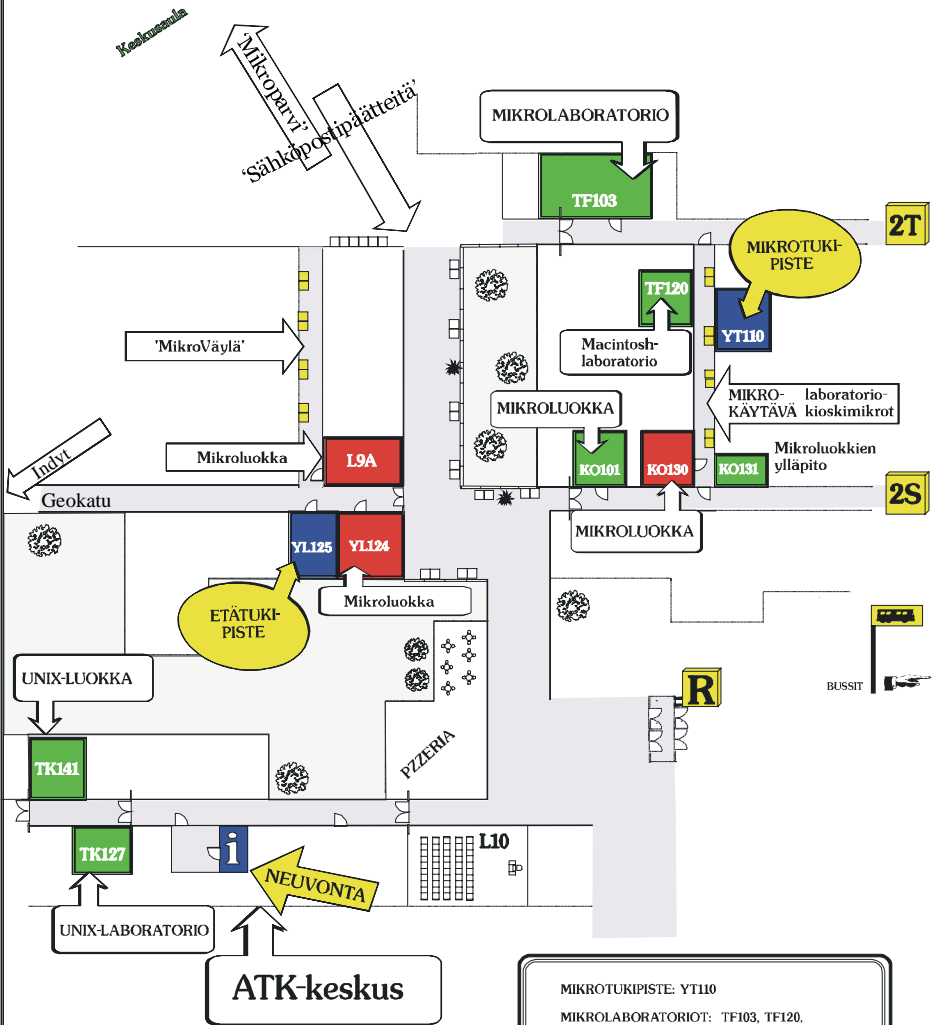 Keskusaula
'Mikroparvi'
'Sähköpostipäätteitä'
MIKROLABORATORIO
TF103
2T
MIKROTUKI-
PISTE
TF120
YT110
'MikroVäylä'
Macintosh-
laboratorio
MIKRO-
KÄYTÄVÄ
laboratorio-
kioskimikrot
MIKROLUOKKA
Mikroluokka
L9A
KO101
KO130
KO131
Mikroluokkien
ylläpito
Indyt
Geokatu
2S
MIKROLUOKKA
YL125
YL124
Mikroluokka
ETÄTUKI-
PISTE
UNIX-LUOKKA
R
BUSSIT
PZZERIA
TK141
TK127
i
L10
NEUVONTA
UNIX-LABORATORIO
ATK-keskus
MIKROTUKIPISTE: YT110
MIKROLABORATORIOT: TF103, TF120,